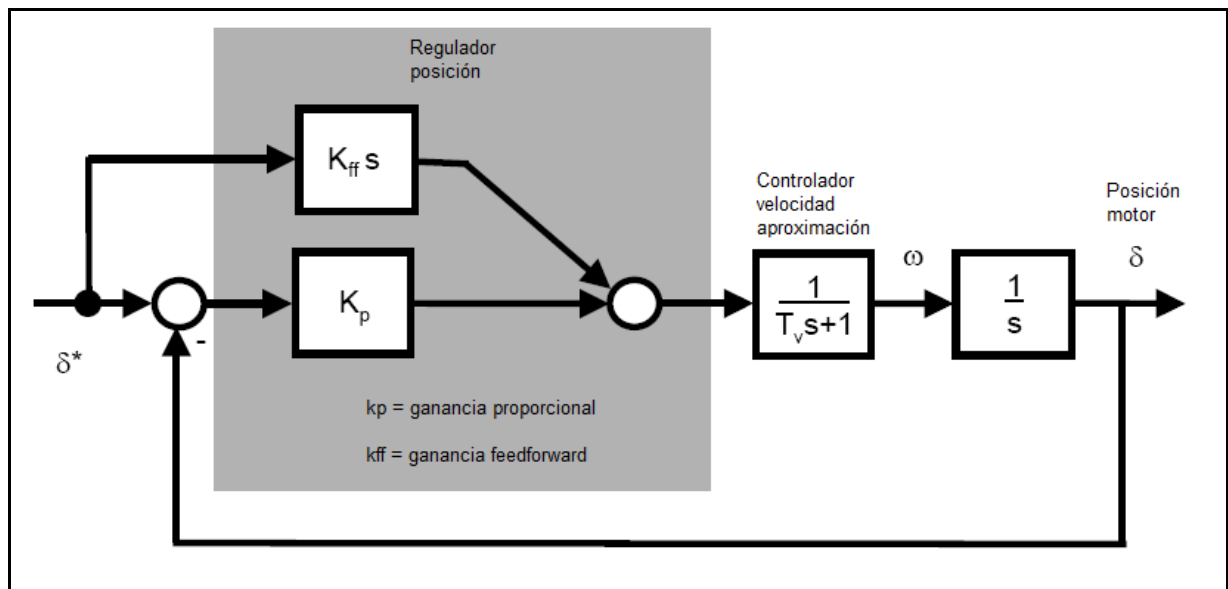 Regulador
posición
K_ff s
Controlador
velocidad
aproximación
Posición
motor
δ*
-
K_p
1
T_v s+1
ω
1
s
δ
kp = ganancia proporcional
kff = ganancia feedforward